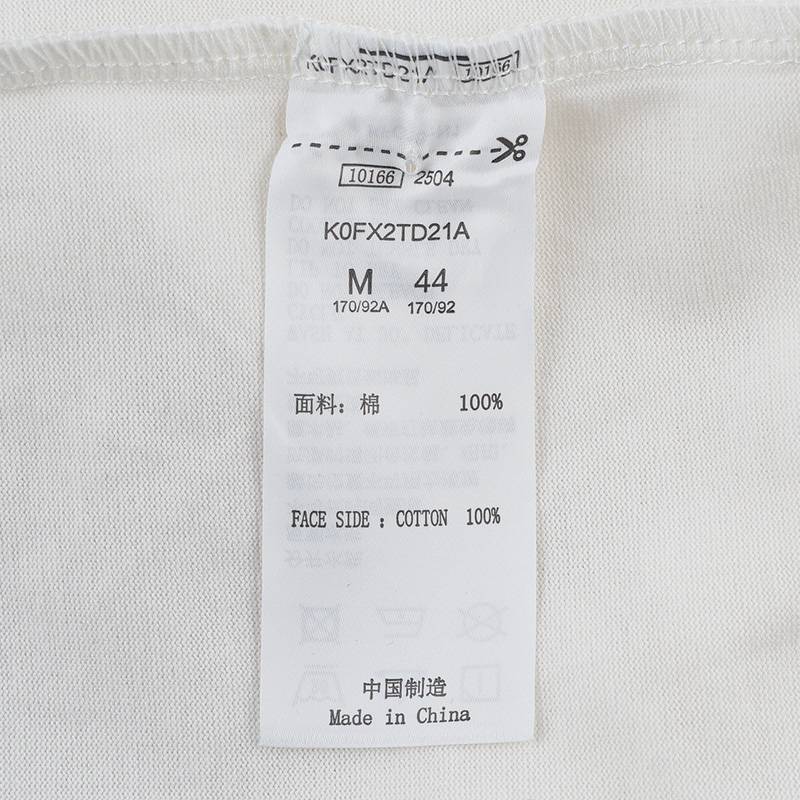 K0FX2TD21A 10166
10166 2504
K0FX2TD21A
M 44
170/92A 170/92
面料：棉 100%
FACE SIDE : COTTON 100%
中国制造
Made in China